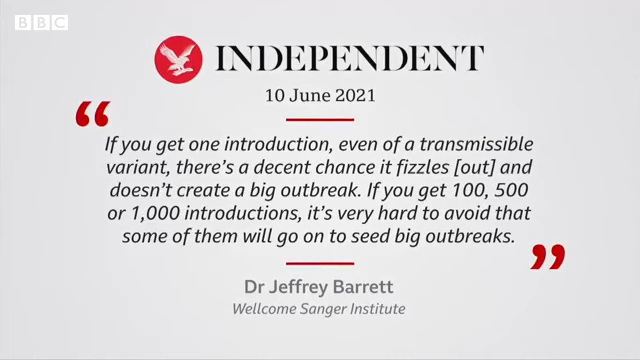 BBC
INDEPENDENT
10 June 2021
“
If you get one introduction, even of a transmissible
variant, there’s a decent chance it fizzles [out] and
doesn’t create a big outbreak. If you get 100, 500
or 1,000 introductions, it’s very hard to avoid that
some of them will go on to seed big outbreaks.
”
Dr Jeffrey Barrett
Wellcome Sanger Institute